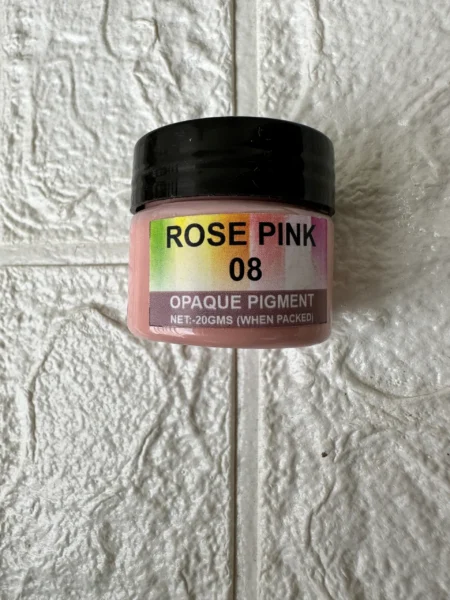 ROSE PINK
08
OPAQUE PIGMENT
NET:-20GMS (WHEN PACKED)